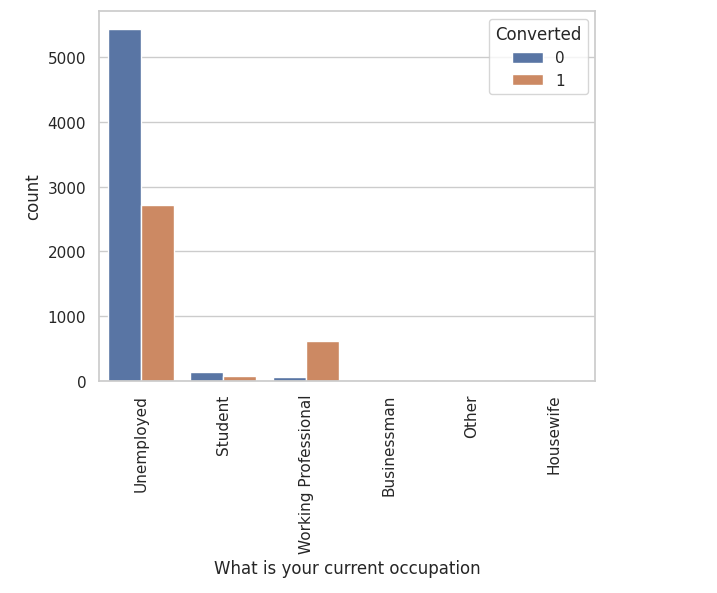 Converted
0
1
5000
4000
3000
2000
1000
0
count
Unemployed
Student
Working Professional
Businessman
Other
Housewife
What is your current occupation